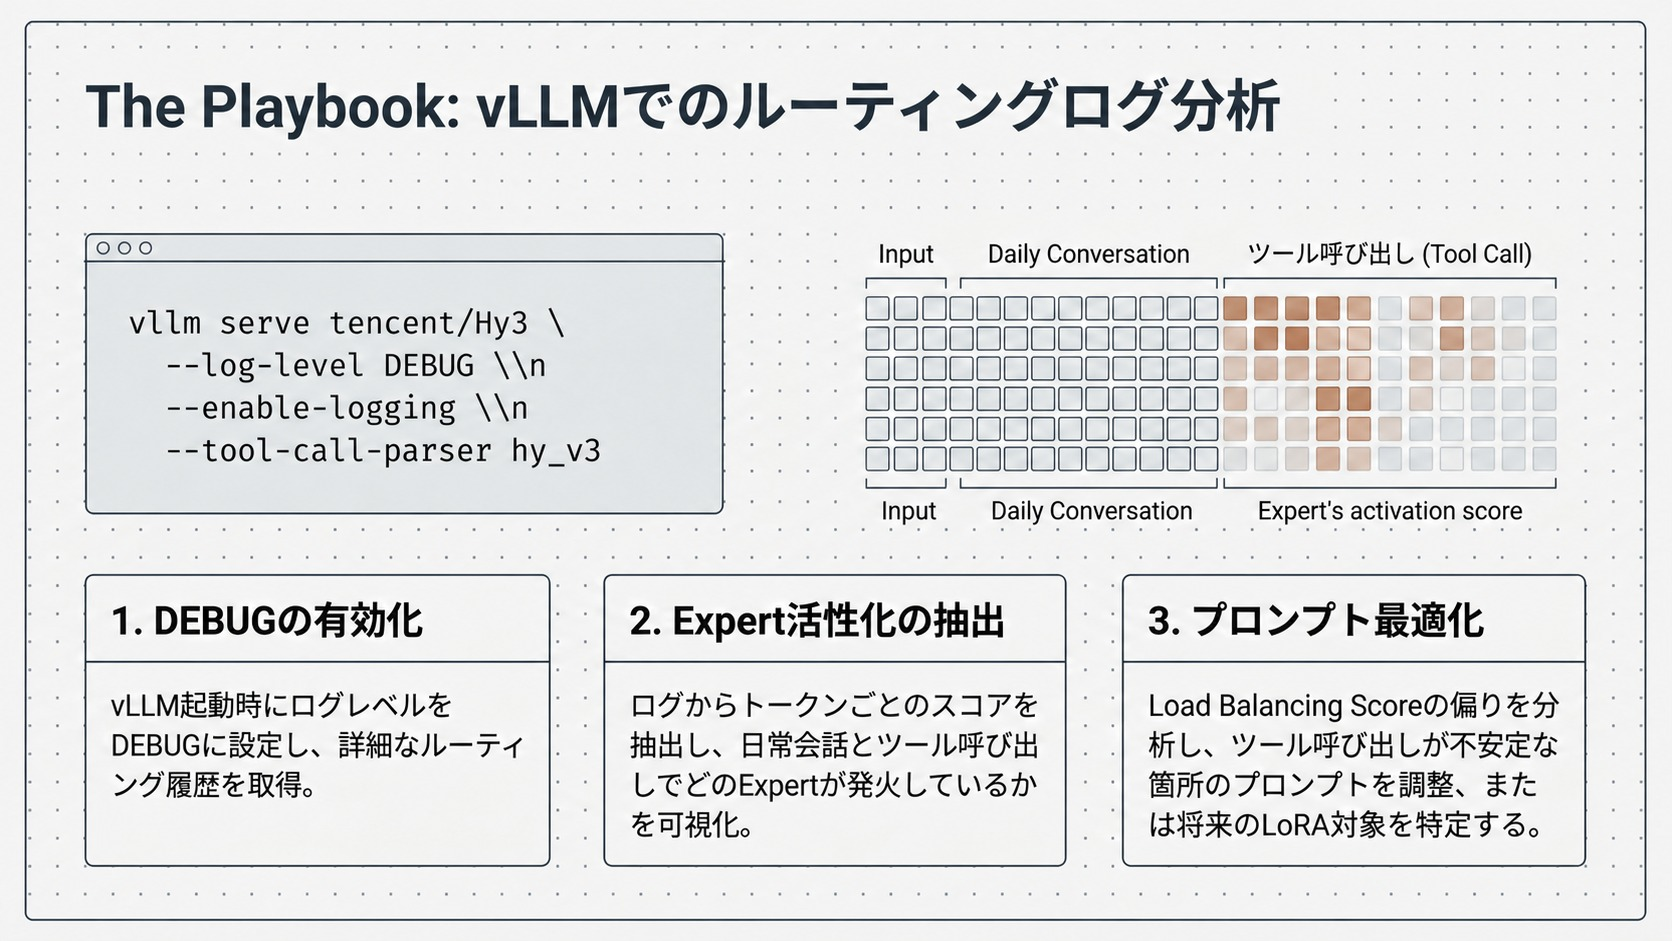 The Playbook: vLLMでのルーティングログ分析
vllm serve tencent/Hy3 \
--log-level DEBUG \\n
--enable-logging \\n
--tool-call-parser hy_v3
Input
Daily Conversation
ツール呼び出し (Tool Call)
Input
Daily Conversation
Expert's activation score
1. DEBUGの有効化
vLLM起動時にログレベルを
DEBUGに設定し、詳細なルーティ
ング履歴を取得。
2. Expert活性化の抽出
ログからトークンごとのスコアを
抽出し、日常会話とツール呼び出
しでどのExpertが発火しているか
を可視化。
3. プロンプト最適化
Load Balancing Scoreの偏りを分
析し、ツール呼び出しが不安定な
箇所のプロンプトを調整、また
は将来のLoRA対象を特定する。